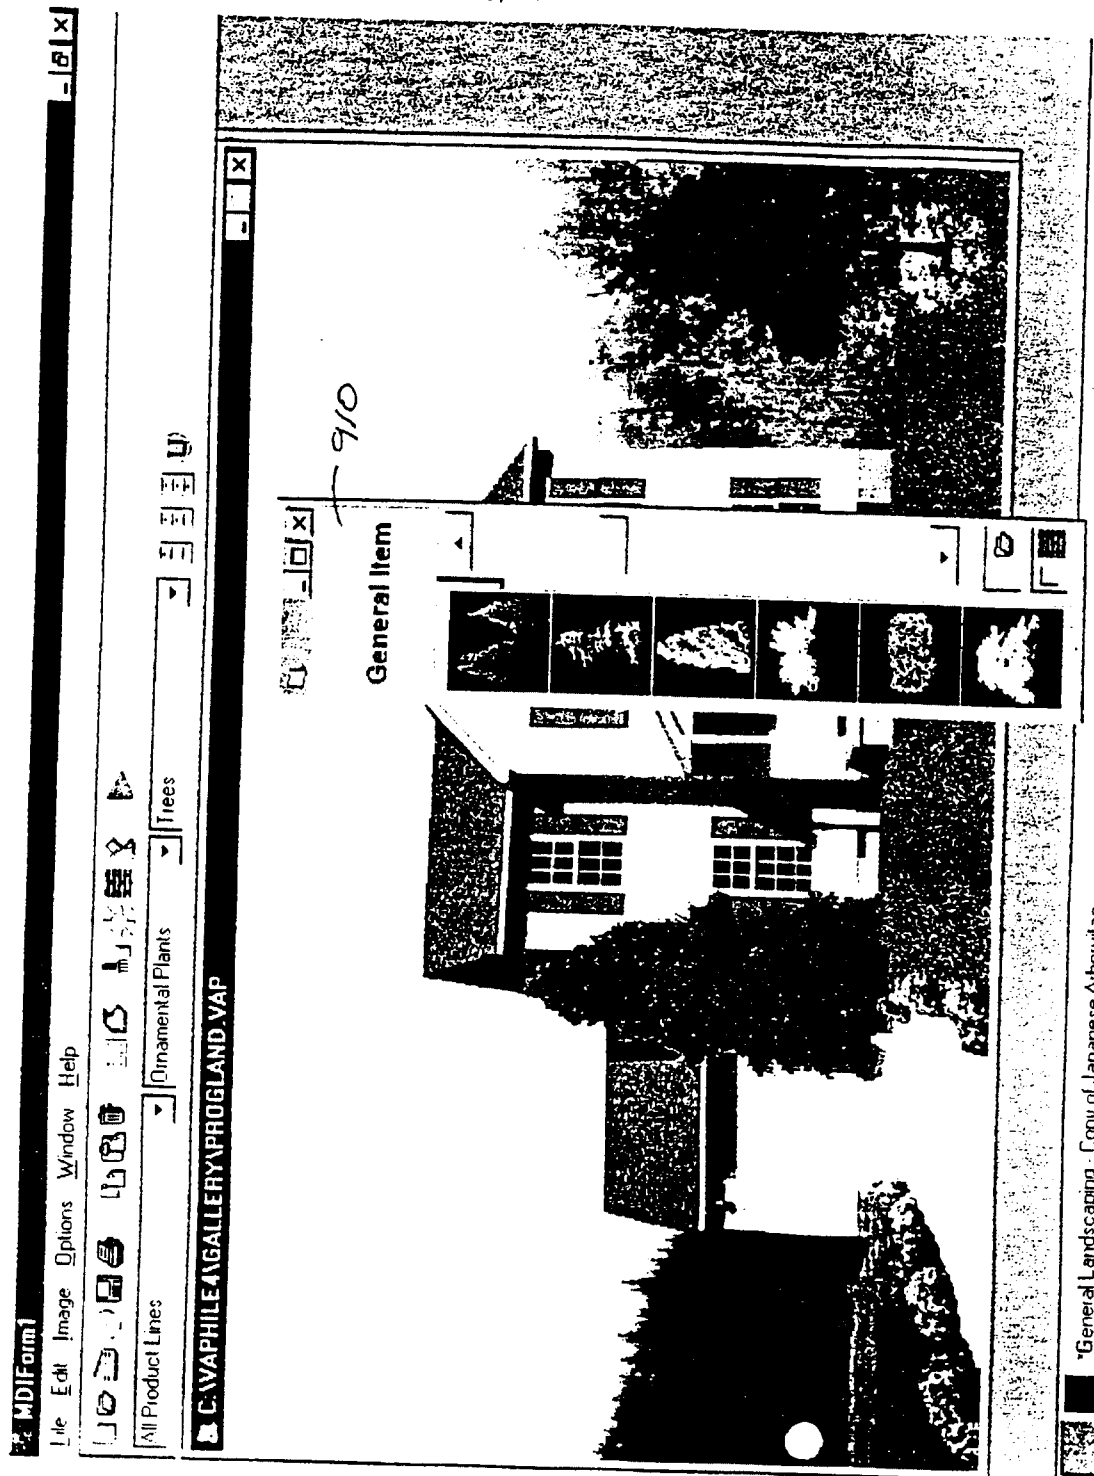 MDIForm1
File Edit Image Options Window Help
All Product Lines Ornamental Plants Trees
C:\VAPHILE4\GALLERY\PROGLAND.VAP
910
General Item
"General Landscaping - Copy of Japanese